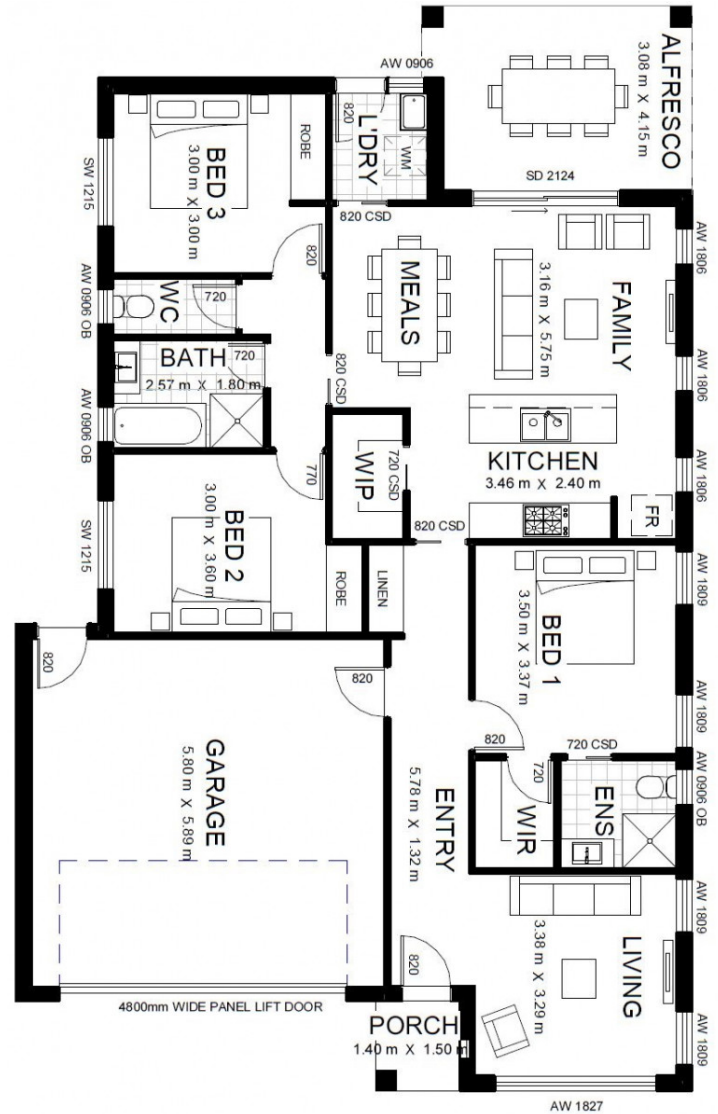 ALFRESCO
3.08 m X 4.15 m
AW 0906
820
L'DRY
WM
SD 2124
ROBE
BED 3
3.00 m X 3.00 m
SW 1215
820
820 CSD
AW 1806
MEALS
3.16 m X 5.75 m
FAMILY
AW 0906 OB
WC
720
BATH
720
2.57 m X 1.80 m
820 CSD
AW 1806
AW 0906 OB
KITCHEN
3.46 m X 2.40 m
AW 1806
WIP
720 CSD
770
FR
820 CSD
SW 1215
BED 2
3.00 m X 3.60 m
ROBE
LINEN
AW 1809
BED 1
3.50 m X 3.37 m
820
820
AW 1809
820
720 CSD
720
AW 0906 OB
GARAGE
5.80 m X 5.89 m
ENTRY
5.78 m X 1.32 m
WIR
ENS
AW 1809
LIVING
3.38 m X 3.29 m
820
4800mm WIDE PANEL LIFT DOOR
PORCH
1.40 m X 1.50 m
AW 1809
AW 1827